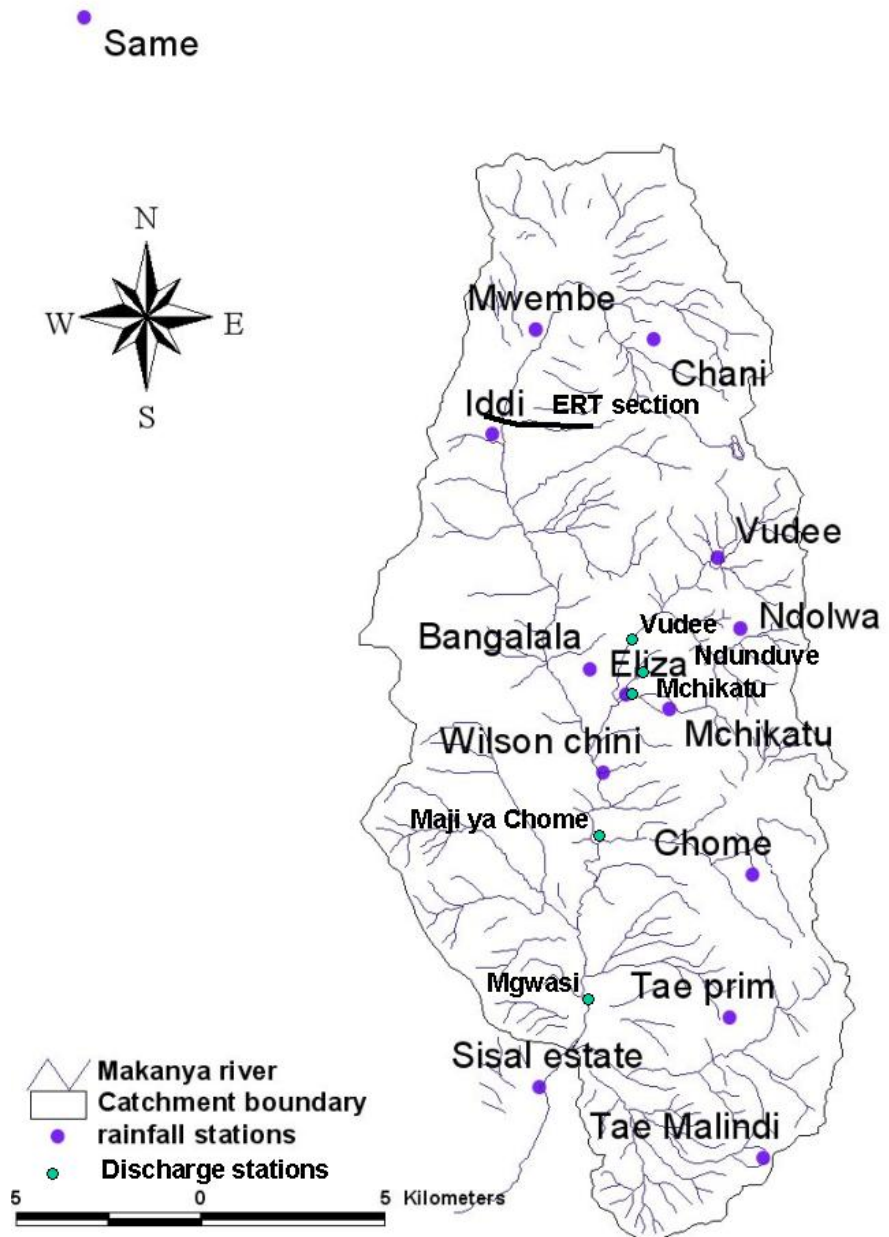 Same
N
W E
S
Mwembe
Chani
Iddi
ERT section
Vudee
Ndolwa
Vudee
Bangalala
Eliza
Ndunduve
Mchikatu
Mchikatu
Wilson chini
Maji ya Chome
Chome
Mgwasi
Tae prim
Sisal estate
Tae Malindi
Makanya river
Catchment boundary
rainfall stations
Discharge stations
5 0 5 Kilometers